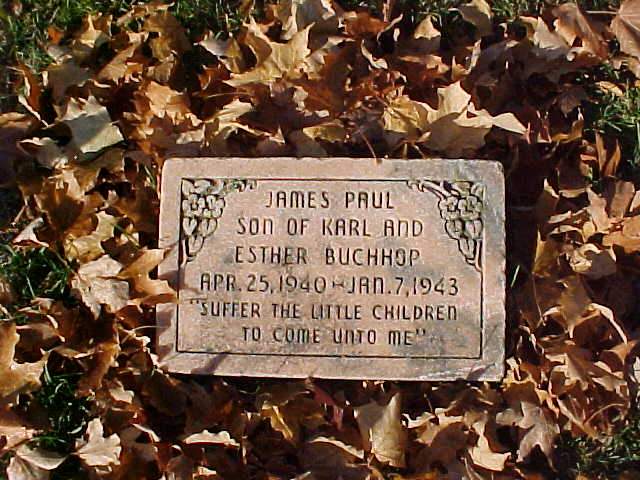 JAMES PAUL
SON OF KARL AND
ESTHER BUCHHOP
APR. 25, 1940 - JAN. 7, 1943
"SUFFER THE LITTLE CHILDREN
TO COME UNTO ME"